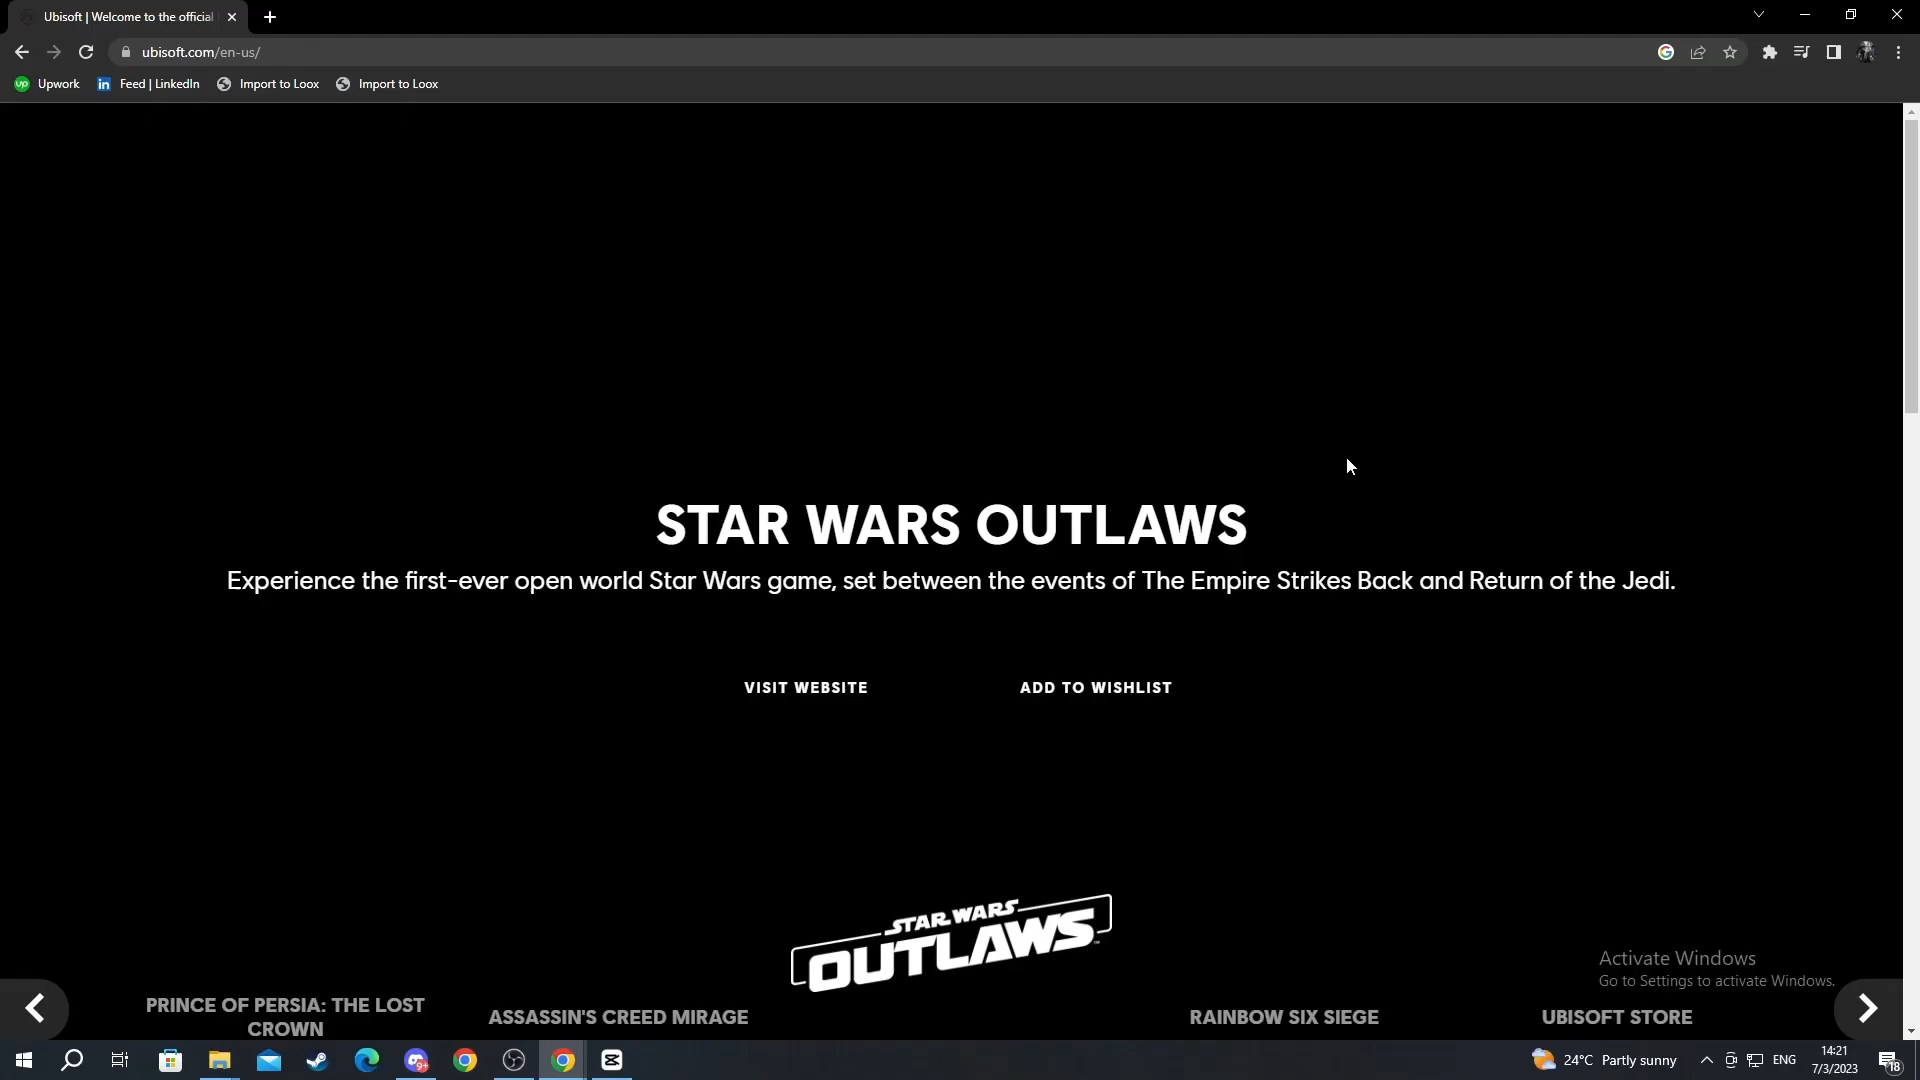 Ubisoft | Welcome to the official
ubisoft.com/en-us/
up Upwork in Feed | LinkedIn Import to Loox Import to Loox
STAR WARS OUTLAWS
Experience the first-ever open world Star Wars game, set between the events of The Empire Strikes Back and Return of the Jedi.
VISIT WEBSITE ADD TO WISHLIST
STAR WARS
OUTLAWS
Activate Windows
Go to Settings to activate Windows.
PRINCE OF PERSIA: THE LOST
CROWN
ASSASSIN'S CREED MIRAGE
RAINBOW SIX SIEGE
UBISOFT STORE
9+
24°C Partly sunny
ENG
14:21
7/3/2023
18